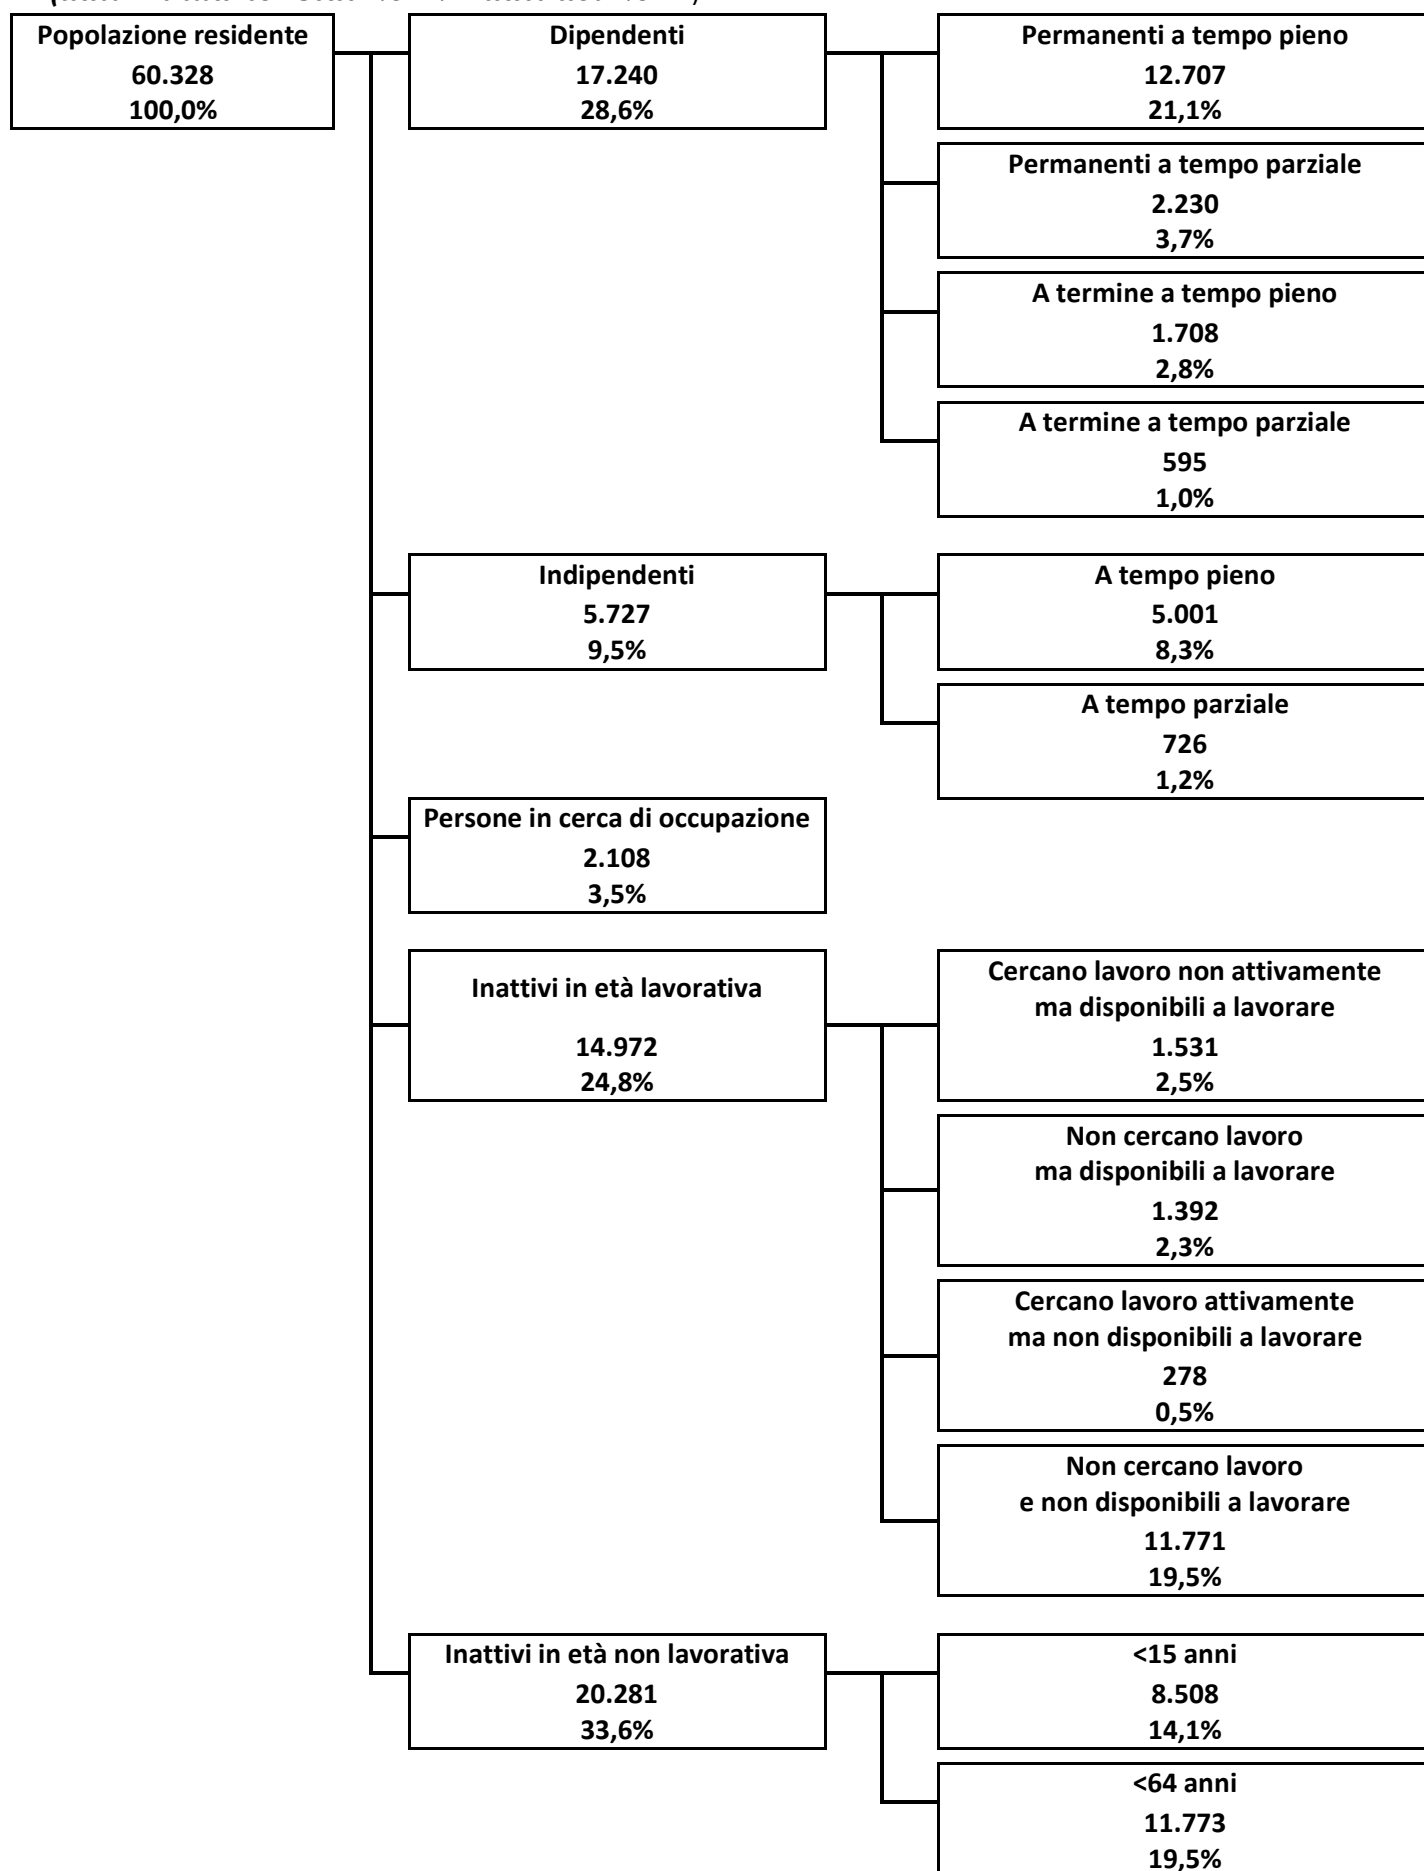 Popolazione residente
60.328
100,0%
Dipendenti
17.240
28,6%
Permanenti a tempo pieno
12.707
21,1%
Permanenti a tempo parziale
2.230
3,7%
A termine a tempo pieno
1.708
2,8%
A termine a tempo parziale
595
1,0%
Indipendenti
5.727
9,5%
A tempo pieno
5.001
8,3%
A tempo parziale
726
1,2%
Persone in cerca di occupazione
2.108
3,5%
Inattivi in età lavorativa
14.972
24,8%
Cercano lavoro non attivamente
ma disponibili a lavorare
1.531
2,5%
Non cercano lavoro
ma disponibili a lavorare
1.392
2,3%
Cercano lavoro attivamente
ma non disponibili a lavorare
278
0,5%
Non cercano lavoro
e non disponibili a lavorare
11.771
19,5%
Inattivi in età non lavorativa
20.281
33,6%
<15 anni
8.508
14,1%
<64 anni
11.773
19,5%